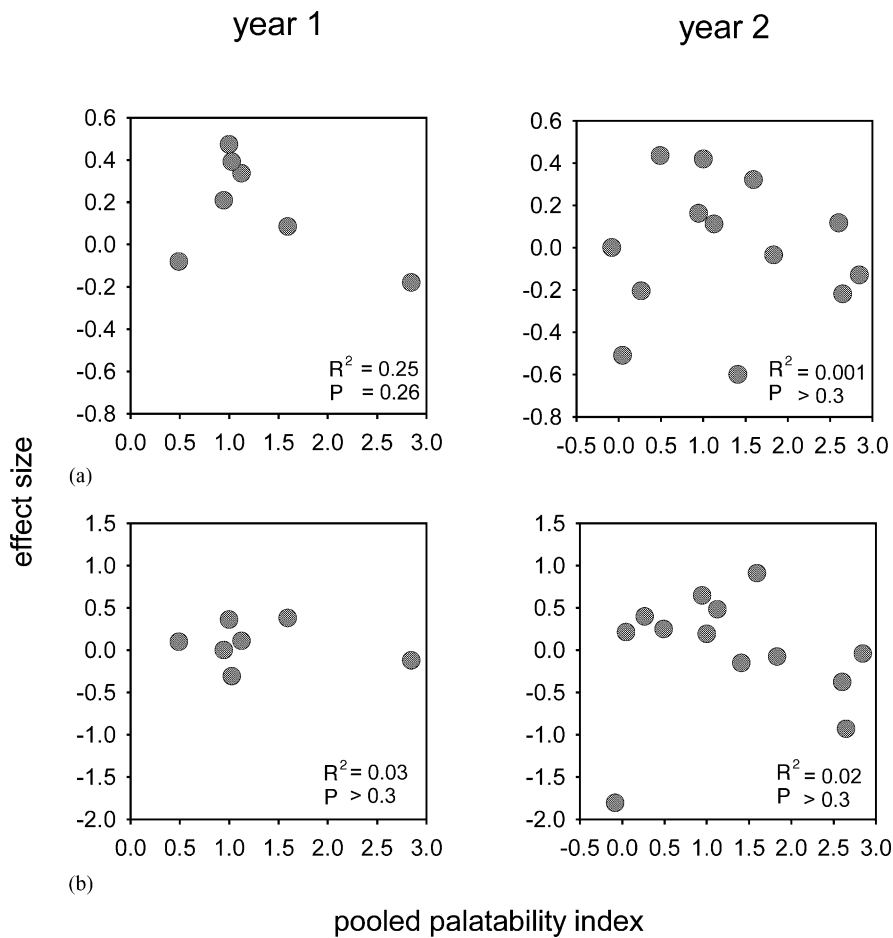 year 1
year 2
0.6
0.4
0.2
0.0
-0.2
-0.4
-0.6
-0.8
R2 = 0.25
P = 0.26
0.0 0.5 1.0 1.5 2.0 2.5 3.0
0.6
0.4
0.2
0.0
-0.2
-0.4
-0.6
-0.8
R2 = 0.001
P > 0.3
-0.5 0.0 0.5 1.0 1.5 2.0 2.5 3.0
(a)
effect size
1.5
1.0
0.5
0.0
-0.5
-1.0
-1.5
-2.0
R2 = 0.03
P > 0.3
0.0 0.5 1.0 1.5 2.0 2.5 3.0
1.5
1.0
0.5
0.0
-0.5
-1.0
-1.5
-2.0
R2 = 0.02
P > 0.3
-0.5 0.0 0.5 1.0 1.5 2.0 2.5 3.0
(b)
pooled palatability index